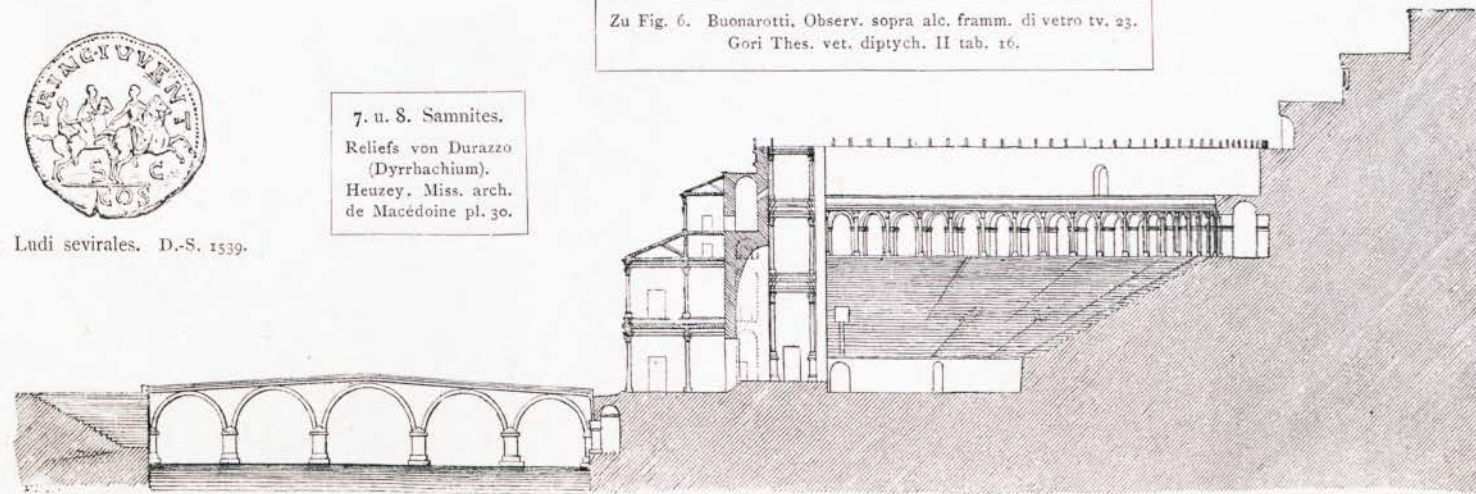 Zu Fig. 6. Buonarotti, Observ. sopra alc. framm. di vetro tv. 23.
Gori Thes. vet. diptych. II tab. 16.
PRINC·IVVENT
S C
COS
Ludi sevirales. D.-S. 1539.
7. u. 8. Samnites.
Reliefs von Durazzo
(Dyrrhachium).
Heuzey, Miss. arch.
de Macédoine pl. 30.